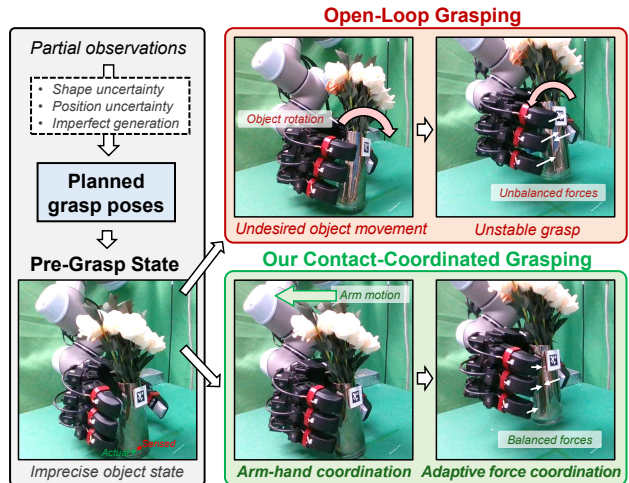 Partial observations
• Shape uncertainty
• Position uncertainty
• Imperfect generation
Planned
grasp poses
Pre-Grasp State
Sensed
Actual
Imprecise object state
Open-Loop Grasping
Object rotation
Undesired object movement
Unbalanced forces
Unstable grasp
Our Contact-Coordinated Grasping
Arm motion
Arm-hand coordination
Balanced forces
Adaptive force coordination